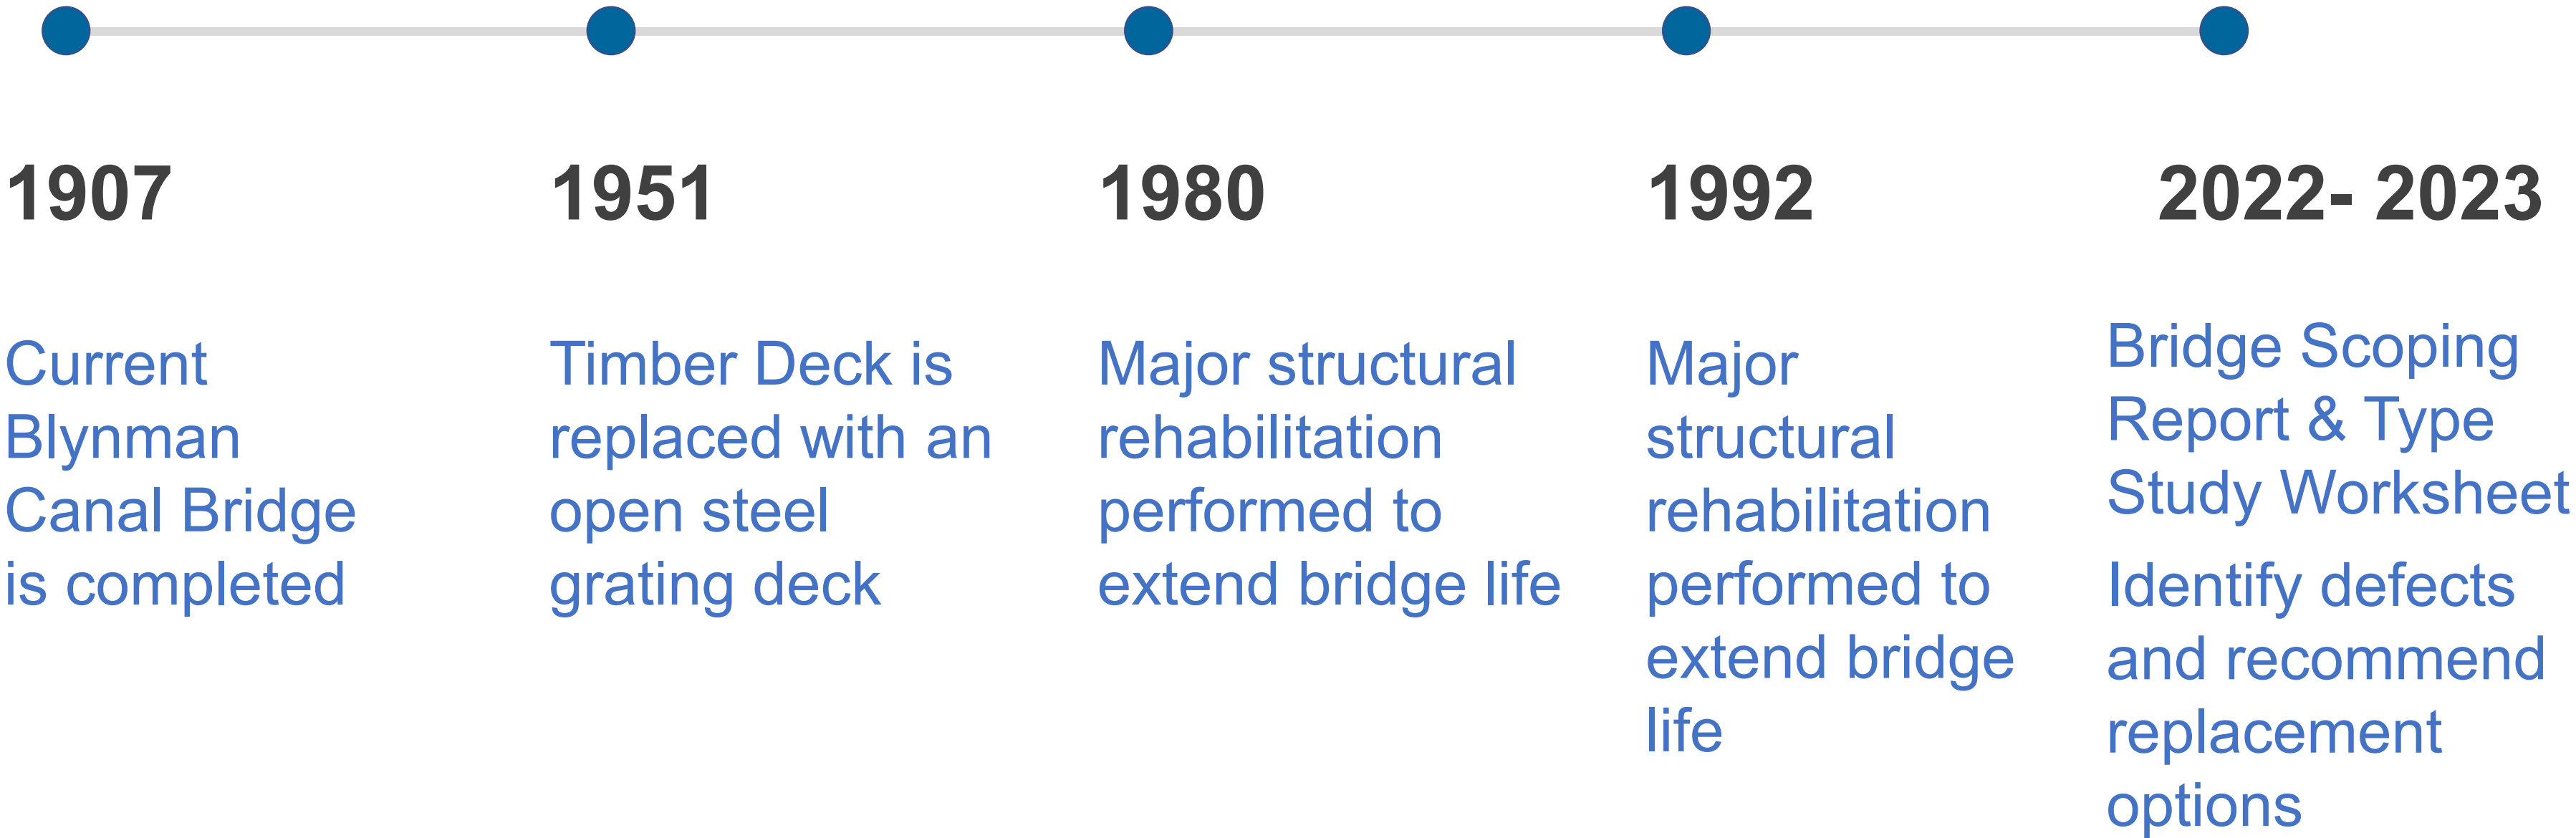 1907
Current
Blynman
Canal Bridge
is completed
1951
Timber Deck is
replaced with an
open steel
grating deck
1980
Major structural
rehabilitation
performed to
extend bridge life
1992
Major
structural
rehabilitation
performed to
extend bridge
life
2022- 2023
Bridge Scoping
Report & Type
Study Worksheet
Identify defects
and recommend
replacement
options